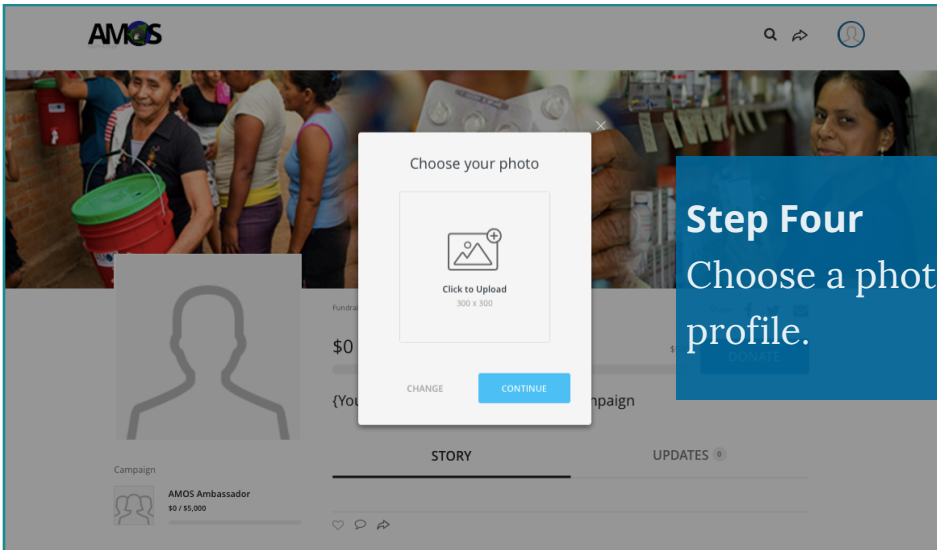 AMOS
Choose your photo
Click to Upload
300 x 300
CHANGE
CONTINUE
Step Four
Choose a phot
profile.
$0
DONATE
{You
mpaign
STORY
UPDATES 0
Campaign
AMOS Ambassador
$0 / $5,000